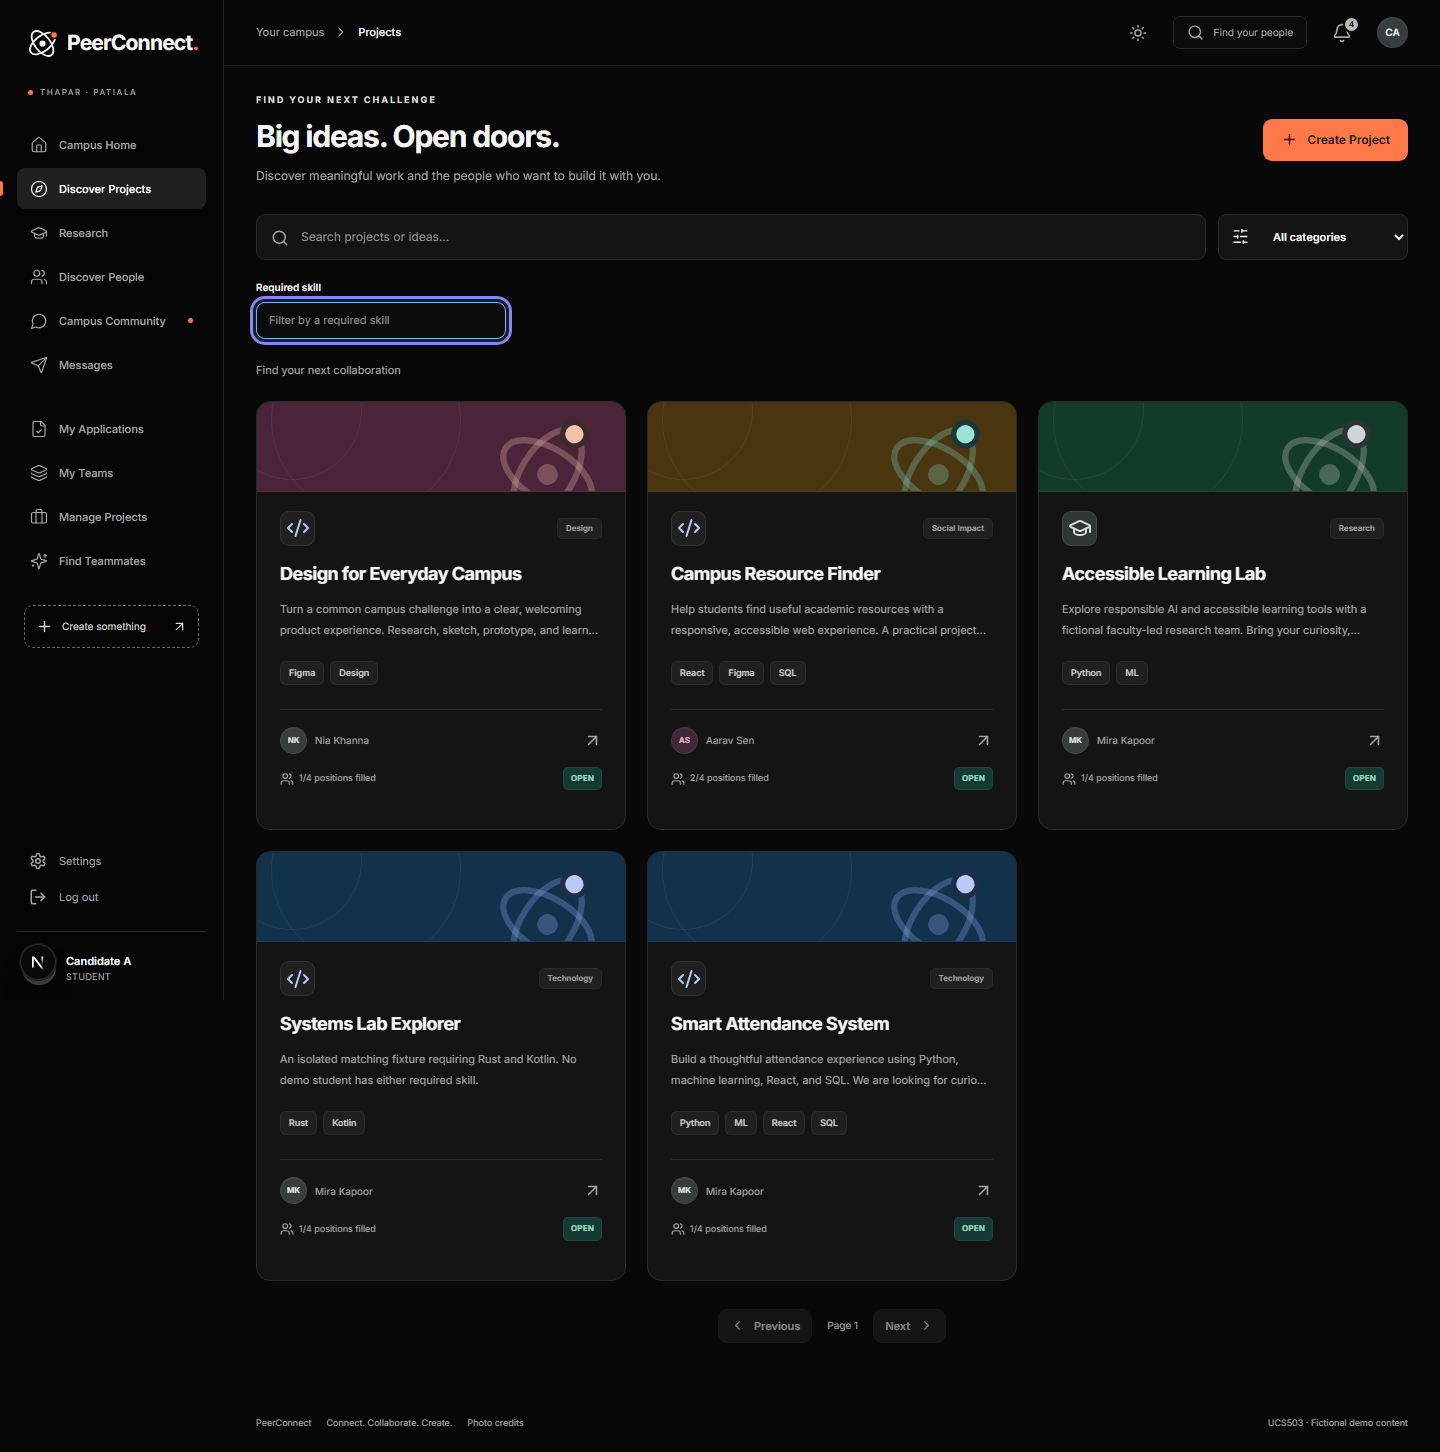 PeerConnect.
THAPAR · PATIALA
Campus Home
Discover Projects
Research
Discover People
Campus Community
Messages
My Applications
My Teams
Manage Projects
Find Teammates
Create something
Settings
Log out
N
Candidate A
STUDENT
Your campus > Projects
Find your people
4
CA
FIND YOUR NEXT CHALLENGE
Big ideas. Open doors.
Discover meaningful work and the people who want to build it with you.
Create Project
Search projects or ideas...
All categories
Required skill
Filter by a required skill
Find your next collaboration
Design
Design for Everyday Campus
Turn a common campus challenge into a clear, welcoming
product experience. Research, sketch, prototype, and learn...
Figma Design
NK Nia Khanna
1/4 positions filled OPEN
Social Impact
Campus Resource Finder
Help students find useful academic resources with a
responsive, accessible web experience. A practical project...
React Figma SQL
AS Aarav Sen
2/4 positions filled OPEN
Research
Accessible Learning Lab
Explore responsible AI and accessible learning tools with a
fictional faculty-led research team. Bring your curiosity,...
Python ML
MK Mira Kapoor
1/4 positions filled OPEN
Technology
Systems Lab Explorer
An isolated matching fixture requiring Rust and Kotlin. No
demo student has either required skill.
Rust Kotlin
MK Mira Kapoor
1/4 positions filled OPEN
Technology
Smart Attendance System
Build a thoughtful attendance experience using Python,
machine learning, React, and SQL. We are looking for curio...
Python ML React SQL
MK Mira Kapoor
1/4 positions filled OPEN
Previous Page 1 Next
PeerConnect Connect. Collaborate. Create. Photo credits
UCS503 · Fictional demo content